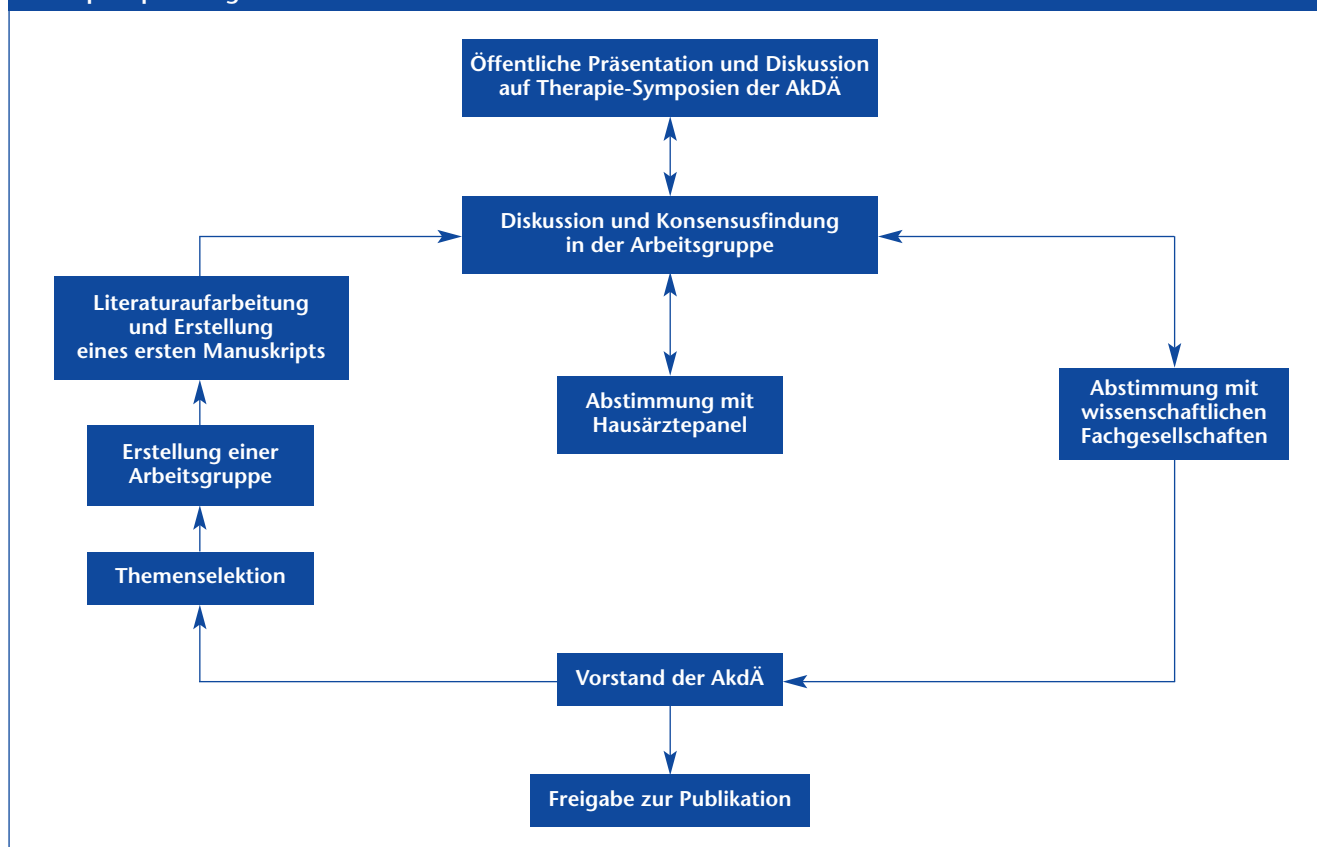 Öffentliche Präsentation und Diskussion
auf Therapie-Symposien der AkDÄ
Diskussion und Konsensusfindung
in der Arbeitsgruppe
Literaturaufarbeitung
und Erstellung
eines ersten Manuskripts
Abstimmung mit
Hausärztepanel
Abstimmung mit
wissenschaftlichen
Fachgesellschaften
Erstellung einer
Arbeitsgruppe
Themenselektion
Vorstand der AkdÄ
Freigabe zur Publikation